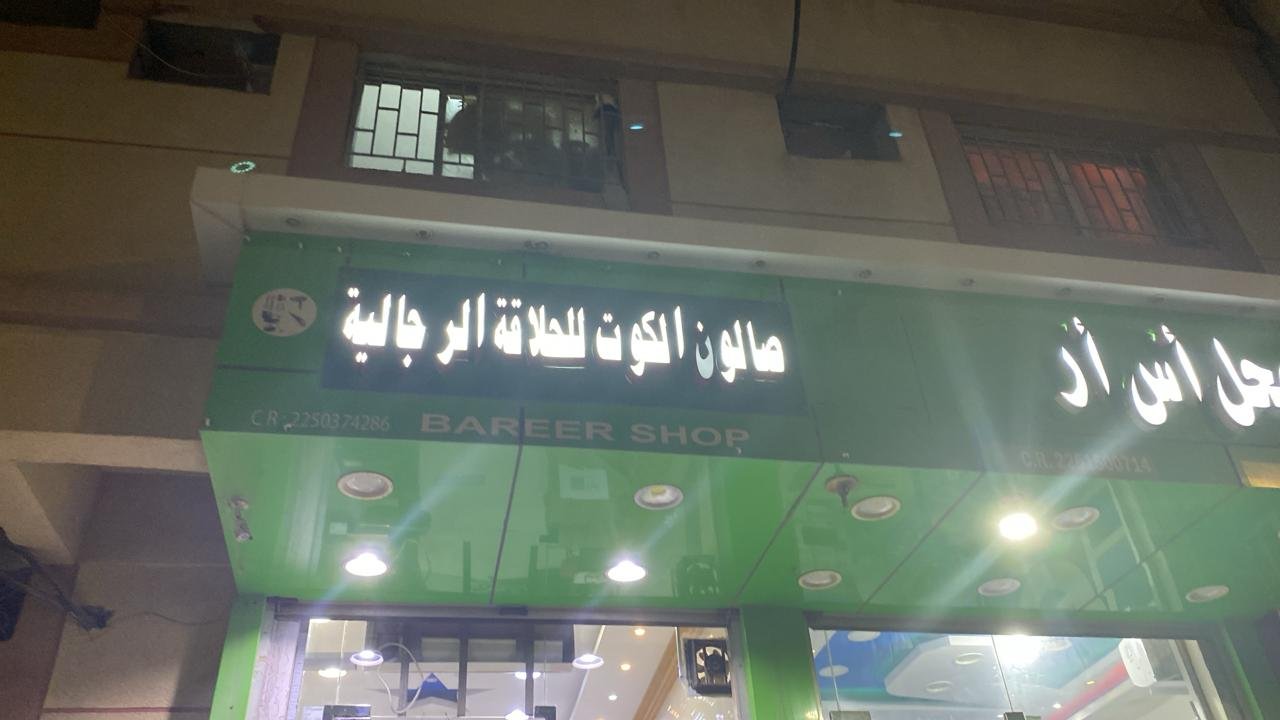 صالون الكوت للحلاقة الرجالية
C R : 2250374286
BAREER SHOP
محل أس أر